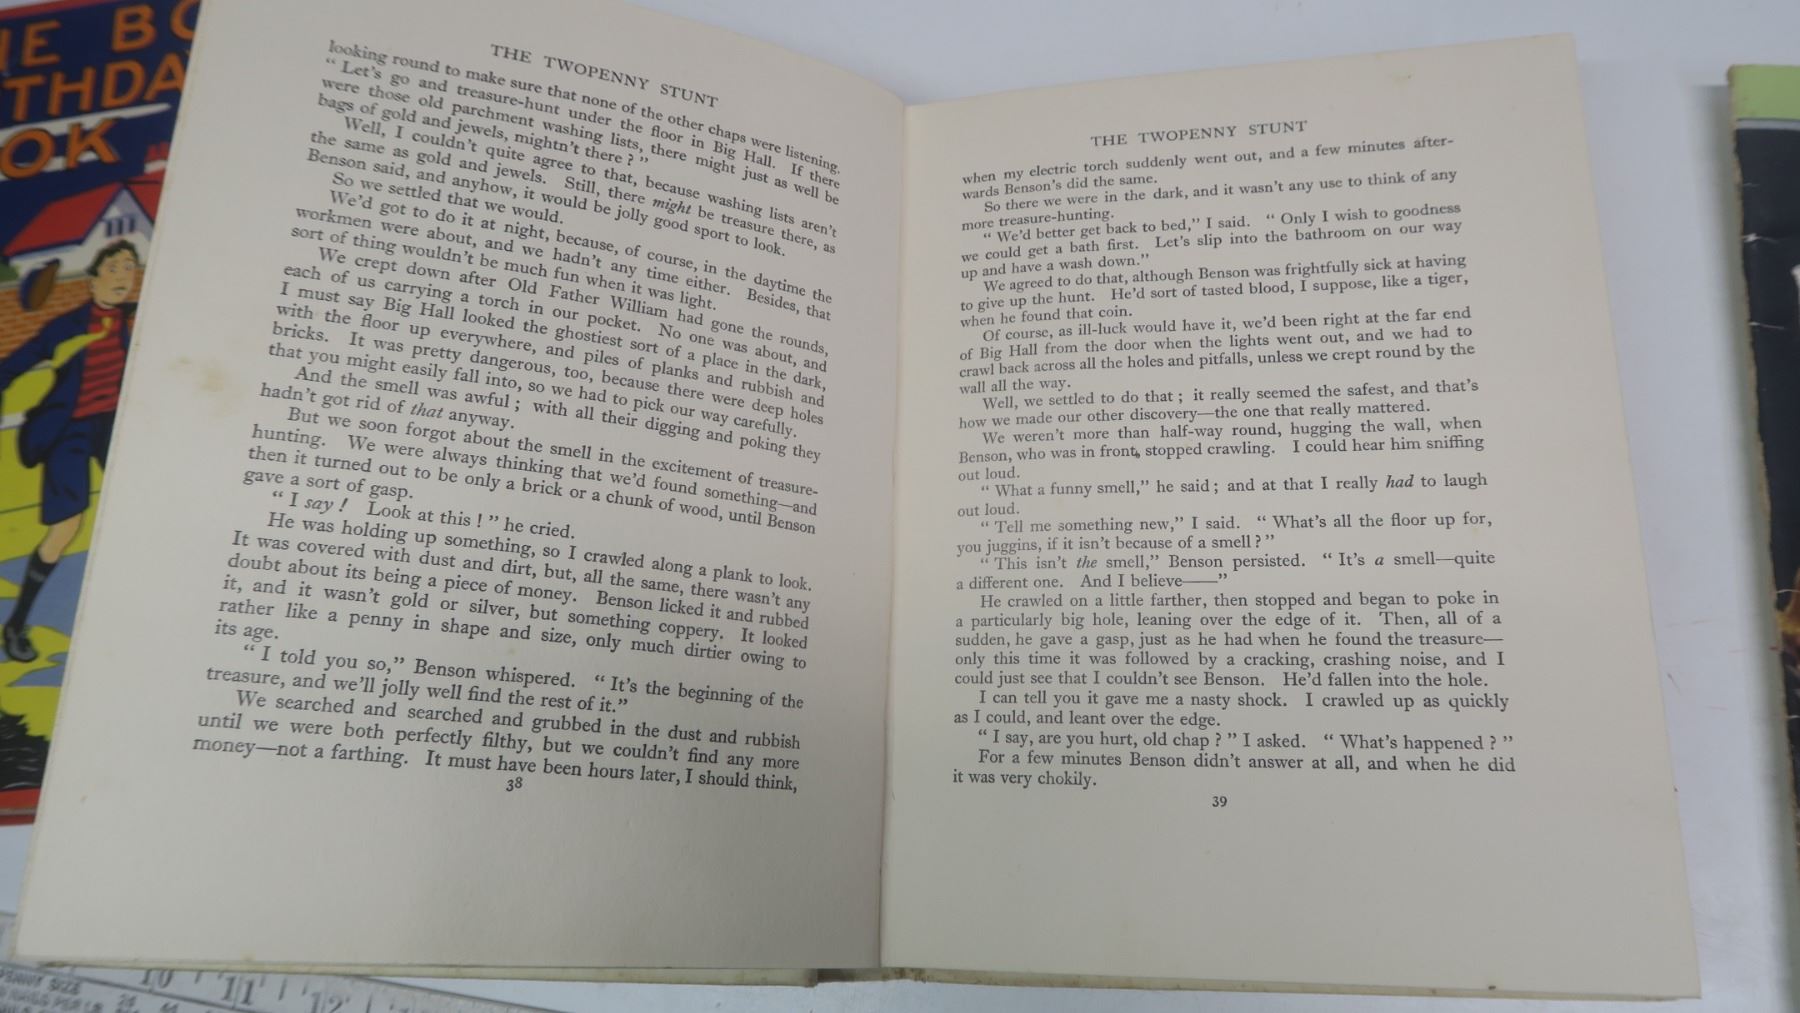 THE BO
THDA
OOK
THE TWOPENNY STUNT
looking round to make sure that none of the other chaps were listening.
“ Let’s go and treasure-hunt under the floor in Big Hall. If there
were those old parchment washing lists, there might just as well be
bags of gold and jewels, mightn’t there ? ”
Well, I couldn’t quite agree to that, because washing lists aren’t
the same as gold and jewels. Still, there might be treasure there, as
Benson said, and anyhow, it would be jolly good sport to look.
So we settled that we would.
We’d got to do it at night, because, of course, in the daytime the
workmen were about, and we hadn’t any time either. Besides, that
sort of thing wouldn’t be much fun when it was light.
We crept down after Old Father William had gone the rounds,
each of us carrying a torch in our pocket. No one was about, and
I must say Big Hall looked the ghostiest sort of a place in the dark,
with the floor up everywhere, and piles of planks and rubbish and
bricks. It was pretty dangerous, too, because there were deep holes
that you might easily fall into, so we had to pick our way carefully.
And the smell was awful ; with all their digging and poking they
hadn’t got rid of that anyway.
But we soon forgot about the smell in the excitement of treasure-
hunting. We were always thinking that we’d found something—and
then it turned out to be only a brick or a chunk of wood, until Benson
gave a sort of gasp.
“ I say ! Look at this ! ” he cried.
He was holding up something, so I crawled along a plank to look.
It was covered with dust and dirt, but, all the same, there wasn’t any
doubt about its being a piece of money. Benson licked it and rubbed
it, and it wasn’t gold or silver, but something coppery. It looked
rather like a penny in shape and size, only much dirtier owing to
its age.
“ I told you so,” Benson whispered. “ It’s the beginning of the
treasure, and we’ll jolly well find the rest of it.”
We searched and searched and grubbed in the dust and rubbish
until we were both perfectly filthy, but we couldn’t find any more
money—not a farthing. It must have been hours later, I should think,
38
THE TWOPENNY STUNT
when my electric torch suddenly went out, and a few minutes after-
wards Benson’s did the same.
So there we were in the dark, and it wasn’t any use to think of any
more treasure-hunting.
“ We’d better get back to bed,” I said. “ Only I wish to goodness
we could get a bath first. Let’s slip into the bathroom on our way
up and have a wash down.”
We agreed to do that, although Benson was frightfully sick at having
to give up the hunt. He’d sort of tasted blood, I suppose, like a tiger,
when he found that coin.
Of course, as ill-luck would have it, we’d been right at the far end
of Big Hall from the door when the lights went out, and we had to
crawl back across all the holes and pitfalls, unless we crept round by the
wall all the way.
Well, we settled to do that ; it really seemed the safest, and that’s
how we made our other discovery—the one that really mattered.
We weren’t more than half-way round, hugging the wall, when
Benson, who was in front, stopped crawling. I could hear him sniffing
out loud.
“ What a funny smell,” he said ; and at that I really had to laugh
out loud.
“ Tell me something new,” I said. “ What’s all the floor up for,
you juggins, if it isn’t because of a smell ? ”
“ This isn’t the smell,” Benson persisted. “ It’s a smell—quite
a different one. And I believe——”
He crawled on a little farther, then stopped and began to poke in
a particularly big hole, leaning over the edge of it. Then, all of a
sudden, he gave a gasp, just as he had when he found the treasure—
only this time it was followed by a cracking, crashing noise, and I
could just see that I couldn’t see Benson. He’d fallen into the hole.
I can tell you it gave me a nasty shock. I crawled up as quickly
as I could, and leant over the edge.
“ I say, are you hurt, old chap ? ” I asked. “ What’s happened ? ”
For a few minutes Benson didn’t answer at all, and when he did
it was very chokily.
39
10 11 12
PENNY SIZE